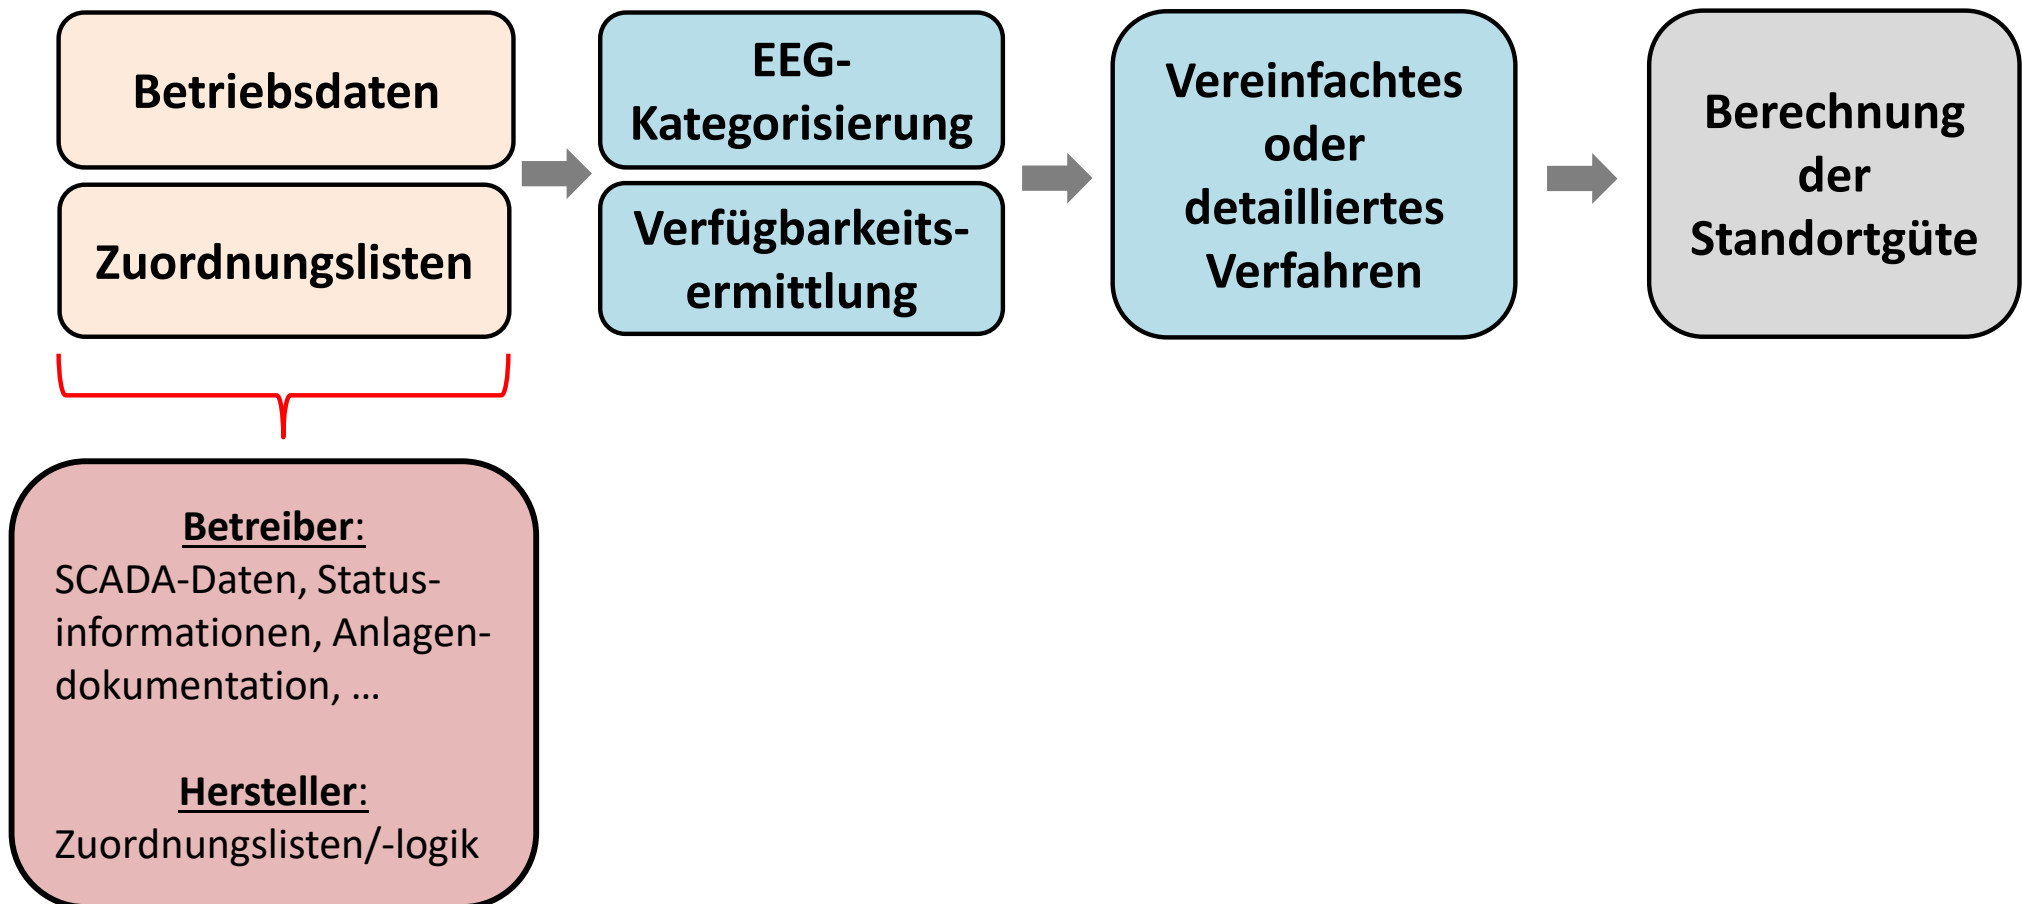 Betriebsdaten
Zuordnungslisten
EEG-
Kategorisierung
Verfügbarkeits-
ermittlung
Vereinfachtes
oder
detailliertes
Verfahren
Berechnung
der
Standortgüte
Betreiber:
SCADA-Daten, Status-
informationen, Anlagen-
dokumentation, ...
Hersteller:
Zuordnungslisten/-logik